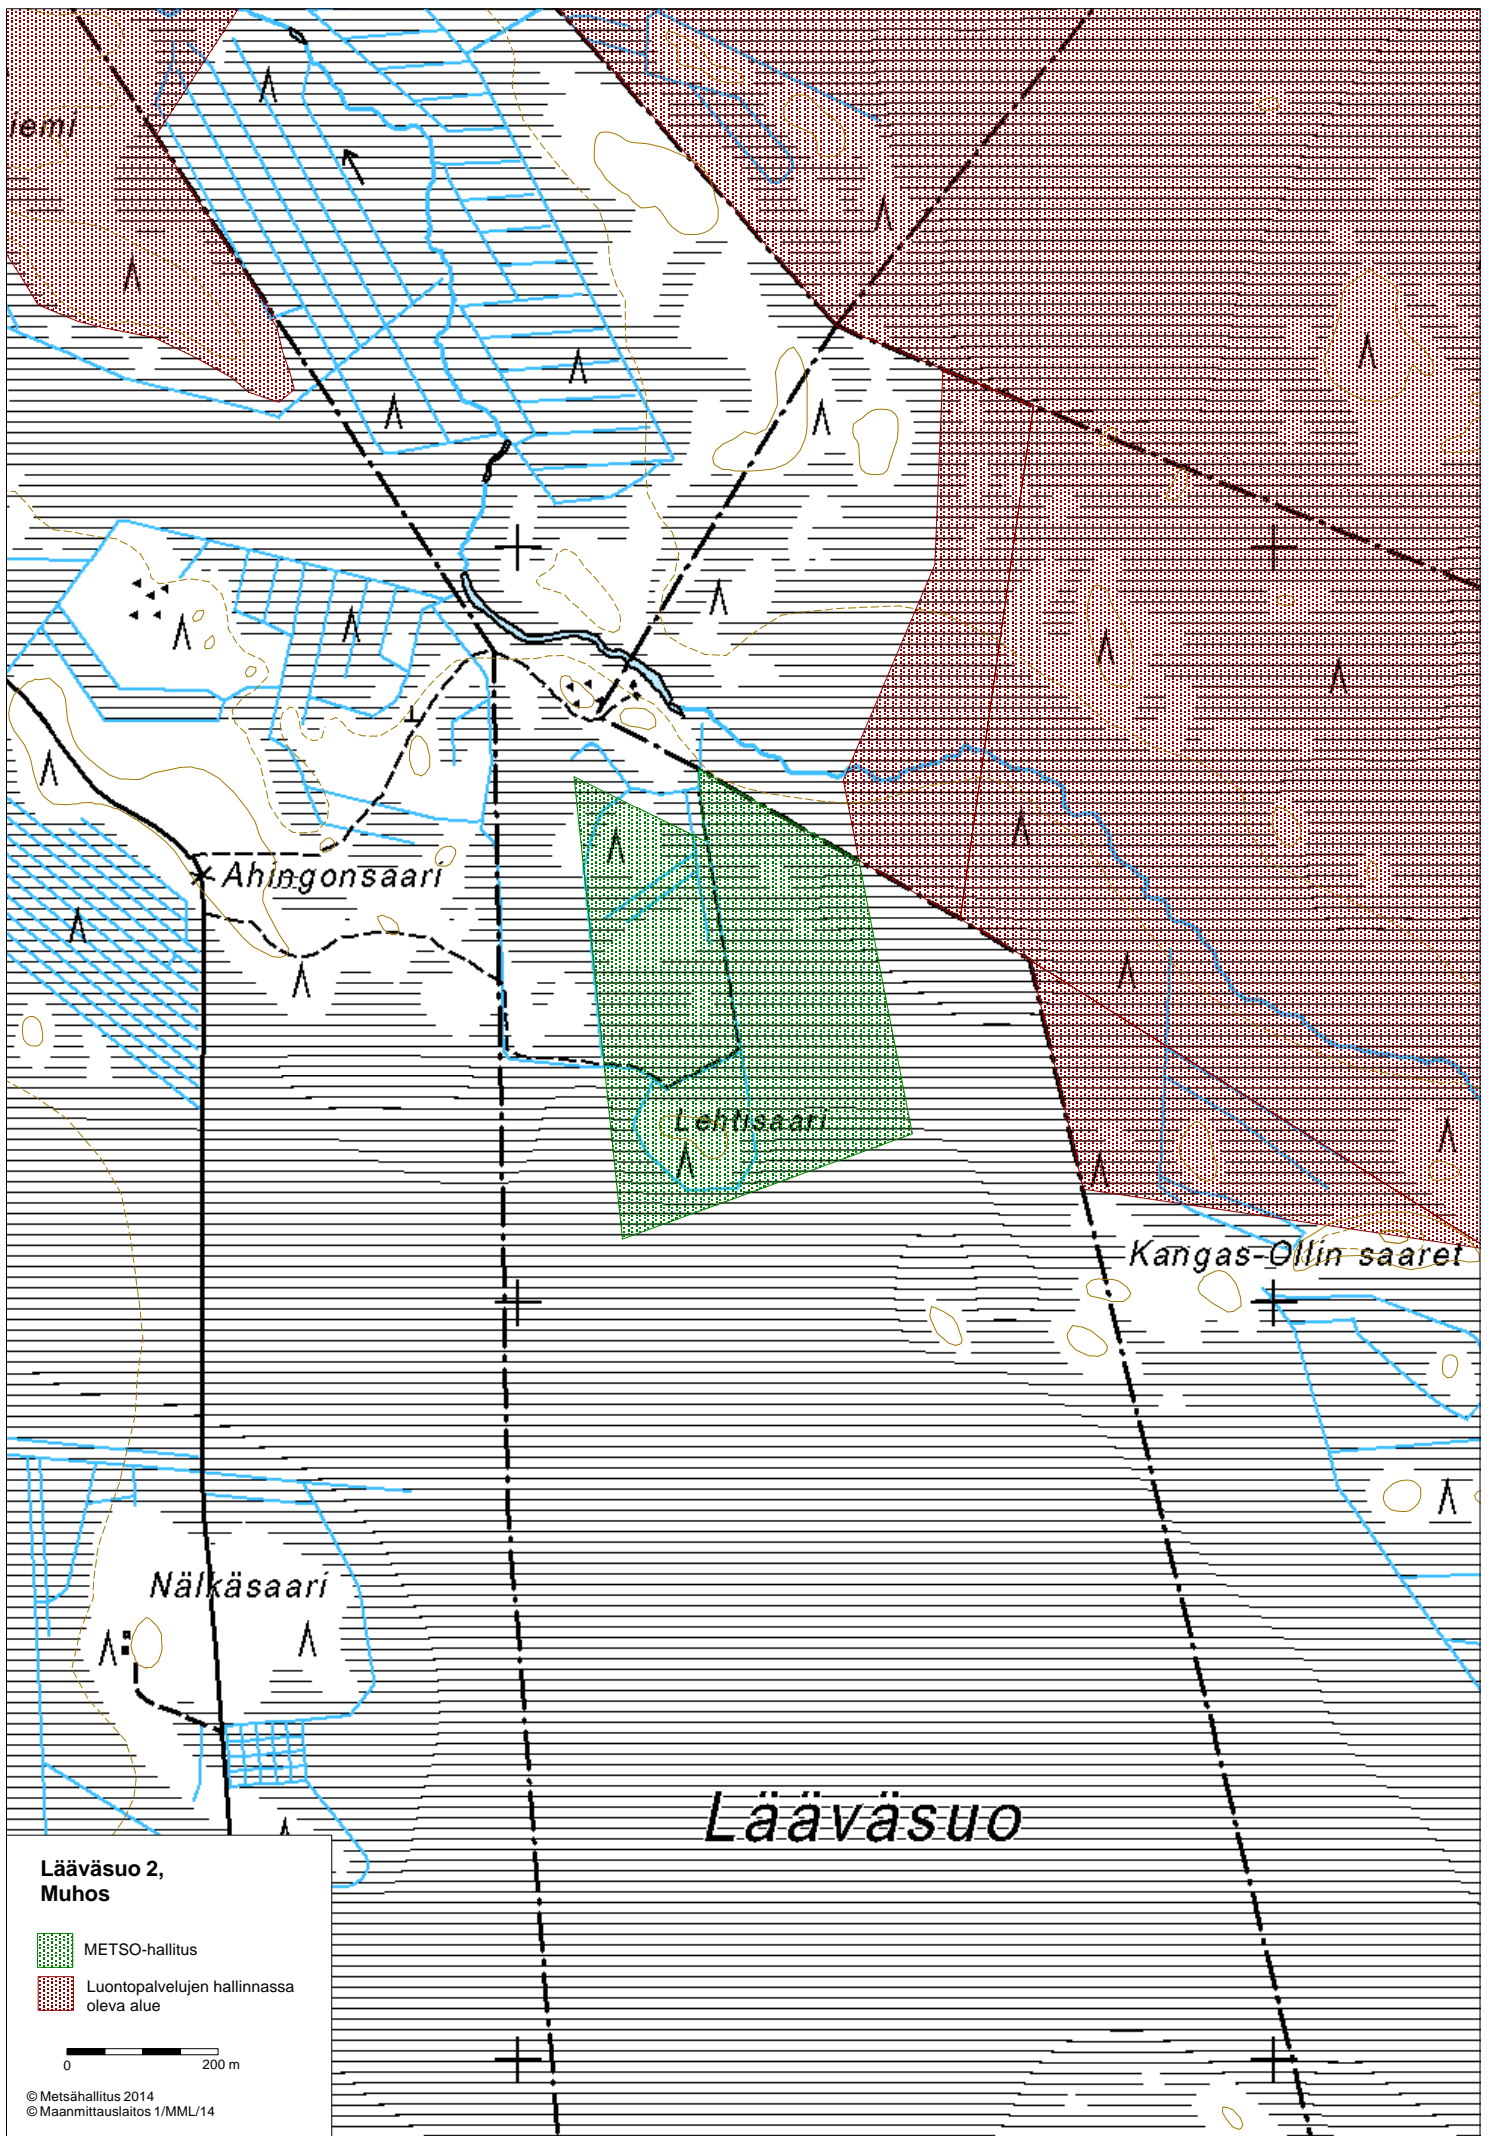 iemi
Ahingonsaari
Lehtisaari
Kangas-Ollin saaret
Nälkäsaari
Lääväsuo
Lääväsuo 2,
Muhos
METSO-hallitus
Luontopalvelujen hallinnassa
oleva alue
0 200 m
© Metsähallitus 2014
© Maanmittauslaitos 1/MML/14